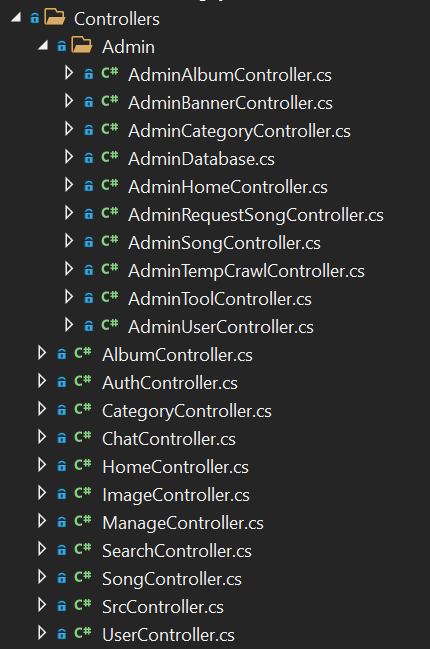 Controllers
Admin
C# AdminAlbumController.cs
C# AdminBannerController.cs
C# AdminCategoryController.cs
C# AdminDatabase.cs
C# AdminHomeController.cs
C# AdminRequestSongController.cs
C# AdminSongController.cs
C# AdminTempCrawlController.cs
C# AdminToolController.cs
C# AdminUserController.cs
C# AlbumController.cs
C# AuthController.cs
C# CategoryController.cs
C# ChatController.cs
C# HomeController.cs
C# ImageController.cs
C# ManageController.cs
C# SearchController.cs
C# SongController.cs
C# SrcController.cs
C# UserController.cs